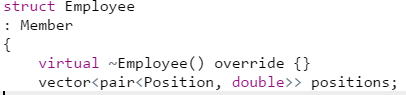 struct Employee
: Member
{
    virtual ~Employee() override {}
    vector<pair<Position, double>> positions;